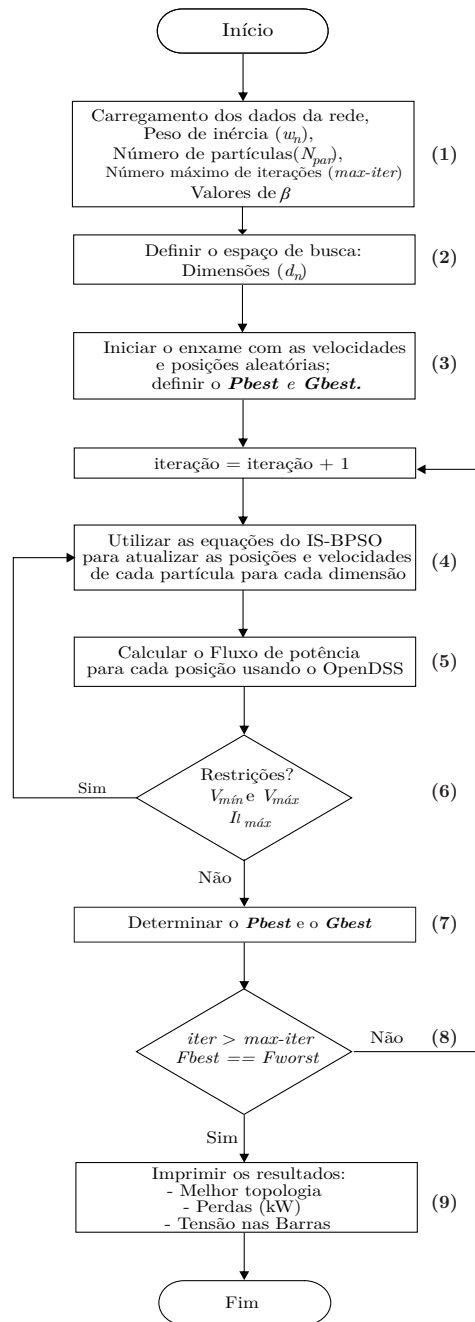 Início
Carregamento dos dados da rede,
Peso de inércia (wn),
Número de partículas(Npar),
Número máximo de iterações (max-iter)
Valores de β
(1)
Definir o espaço de busca:
Dimensões (dn)
(2)
Iniciar o enxame com as velocidades
e posições aleatórias;
definir o Pbest e Gbest.
(3)
iteração = iteração + 1
Utilizar as equações do IS-BPSO
para atualizar as posições e velocidades
de cada partícula para cada dimensão
(4)
Calcular o Fluxo de potência
para cada posição usando o OpenDSS
(5)
Restrições?
Vmín e Vmáx
Il máx
Sim
(6)
Não
Determinar o Pbest e o Gbest
(7)
iter > max-iter
Fbest == Fworst
Não
(8)
Sim
Imprimir os resultados:
- Melhor topologia
- Perdas (kW)
- Tensão nas Barras
(9)
Fim